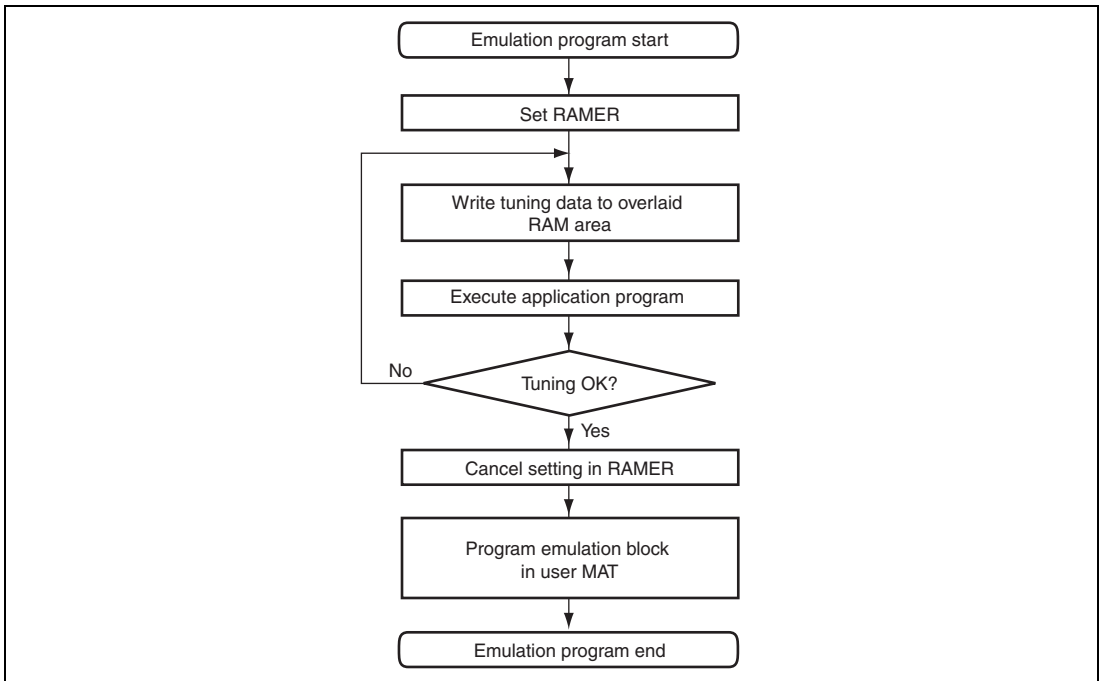 Emulation program start
Set RAMER
Write tuning data to overlaid
RAM area
Execute application program
No
Tuning OK?
Yes
Cancel setting in RAMER
Program emulation block
in user MAT
Emulation program end